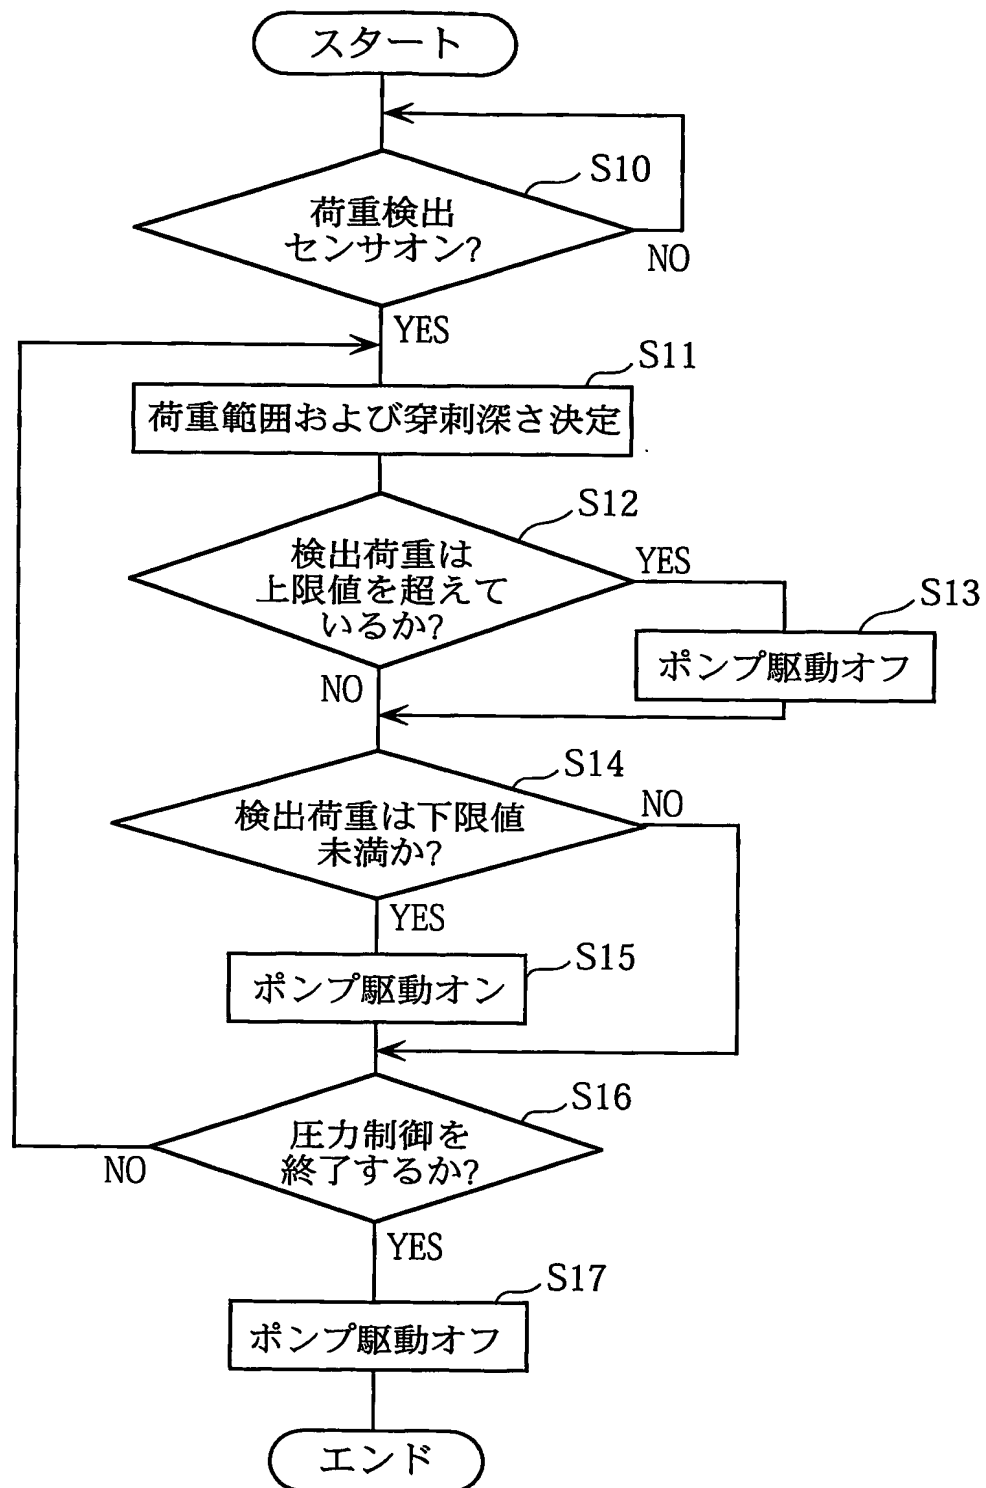 スタート
S10
荷重検出
センサオン?
NO
YES
S11
荷重範囲および穿刺深さ決定
S12
検出荷重は
上限値を超えて
いるか?
YES
S13
ポンプ駆動オフ
NO
S14
検出荷重は下限値
未満か?
NO
YES
S15
ポンプ駆動オン
S16
圧力制御を
終了するか?
NO
YES
S17
ポンプ駆動オフ
エンド